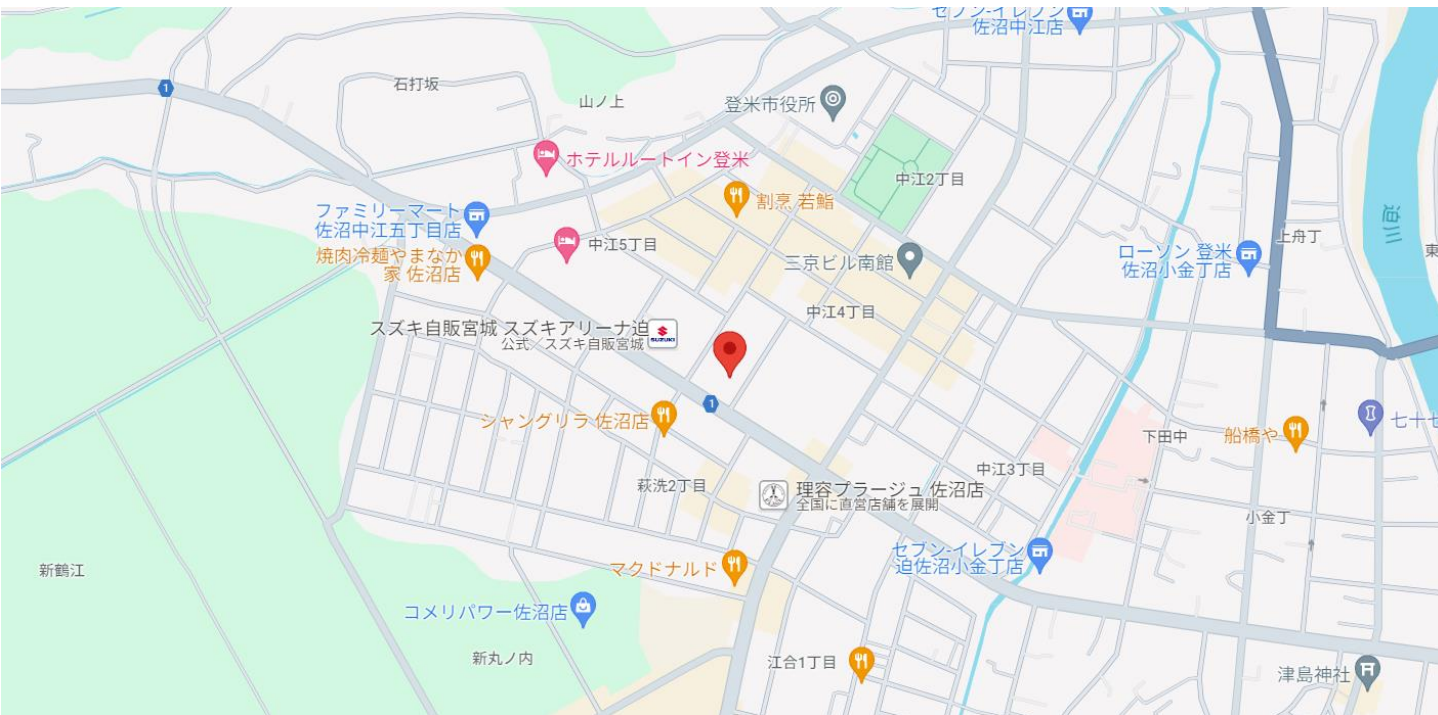 セブン-イレブン
佐沼中江店
石打坂
山ノ上
登米市役所
1
ホテルルートイン登米
中江2丁目
割烹 若鮨
ファミリーマート
佐沼中江五丁目店
迫川
上舟丁
中江5丁目
焼肉冷麺やまなか
家 佐沼店
三京ビル南館
ローソン 登米
佐沼小金丁店
東
中江4丁目
スズキ自販宮城 スズキアリーナ迫
公式／スズキ自販宮城
SUZUKI
1
シャングリラ 佐沼店
七十七
下田中
船橋や
中江3丁目
萩洗2丁目
理容プラージュ 佐沼店
全国に直営店舗を展開
小金丁
セブン-イレブン
迫佐沼小金丁店
新鶴江
マクドナルド
コメリパワー佐沼店
新丸ノ内
江合1丁目
津島神社